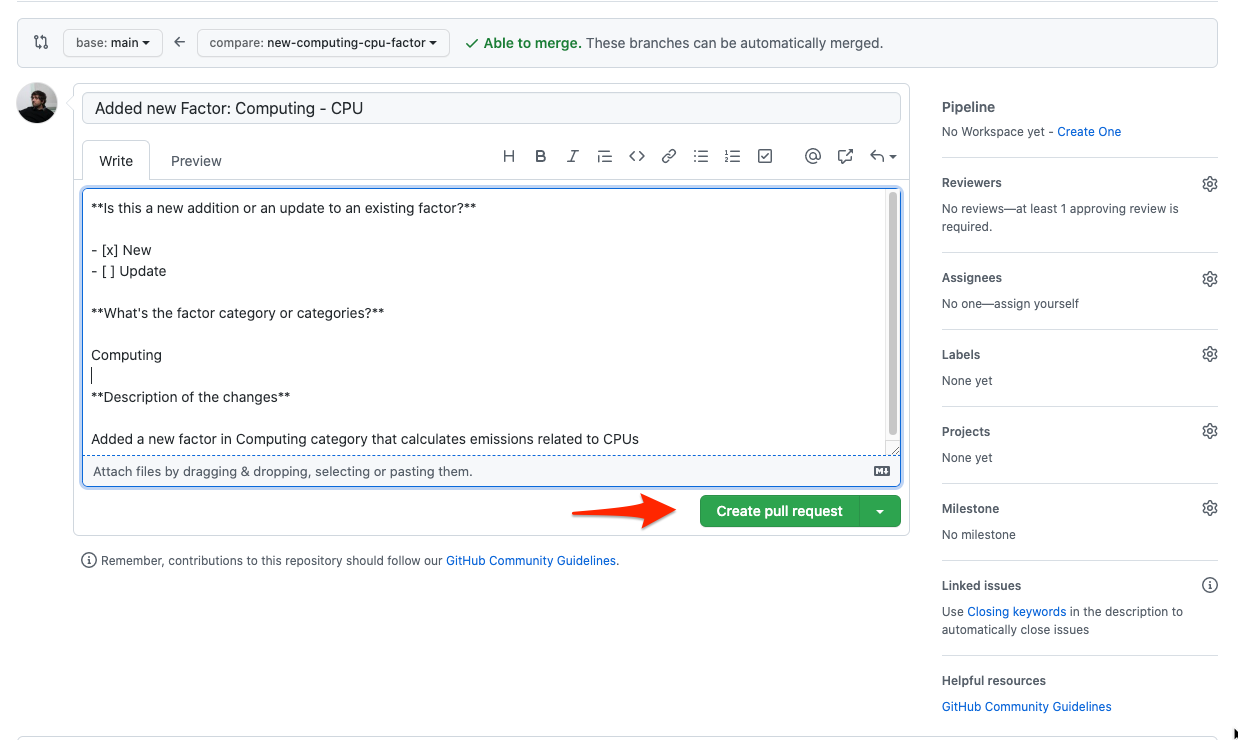 base: main
compare: new-computing-cpu-factor
Able to merge. These branches can be automatically merged.
Added new Factor: Computing - CPU
Write
Preview
**Is this a new addition or an update to an existing factor?**
- [x] New
- [ ] Update
**What's the factor category or categories?**
Computing
**Description of the changes**
Added a new factor in Computing category that calculates emissions related to CPUs
Attach files by dragging & dropping, selecting or pasting them.
Create pull request
Remember, contributions to this repository should follow our GitHub Community Guidelines.
Pipeline
No Workspace yet - Create One
Reviewers
No reviews—at least 1 approving review is
required.
Assignees
No one—assign yourself
Labels
None yet
Projects
None yet
Milestone
No milestone
Linked issues
Use Closing keywords in the description to
automatically close issues
Helpful resources
GitHub Community Guidelines